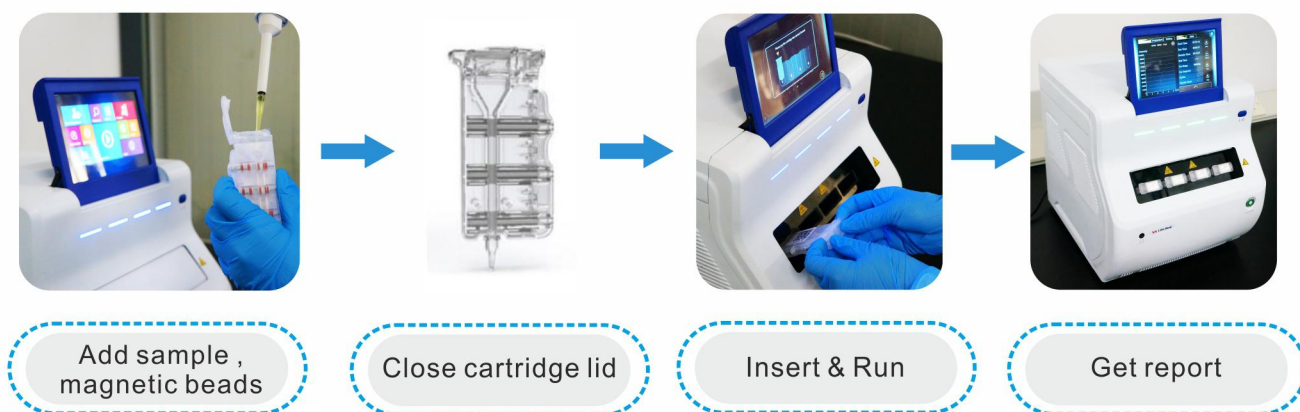 Add sample ,
magnetic beads
Close cartridge lid
Insert & Run
Get report